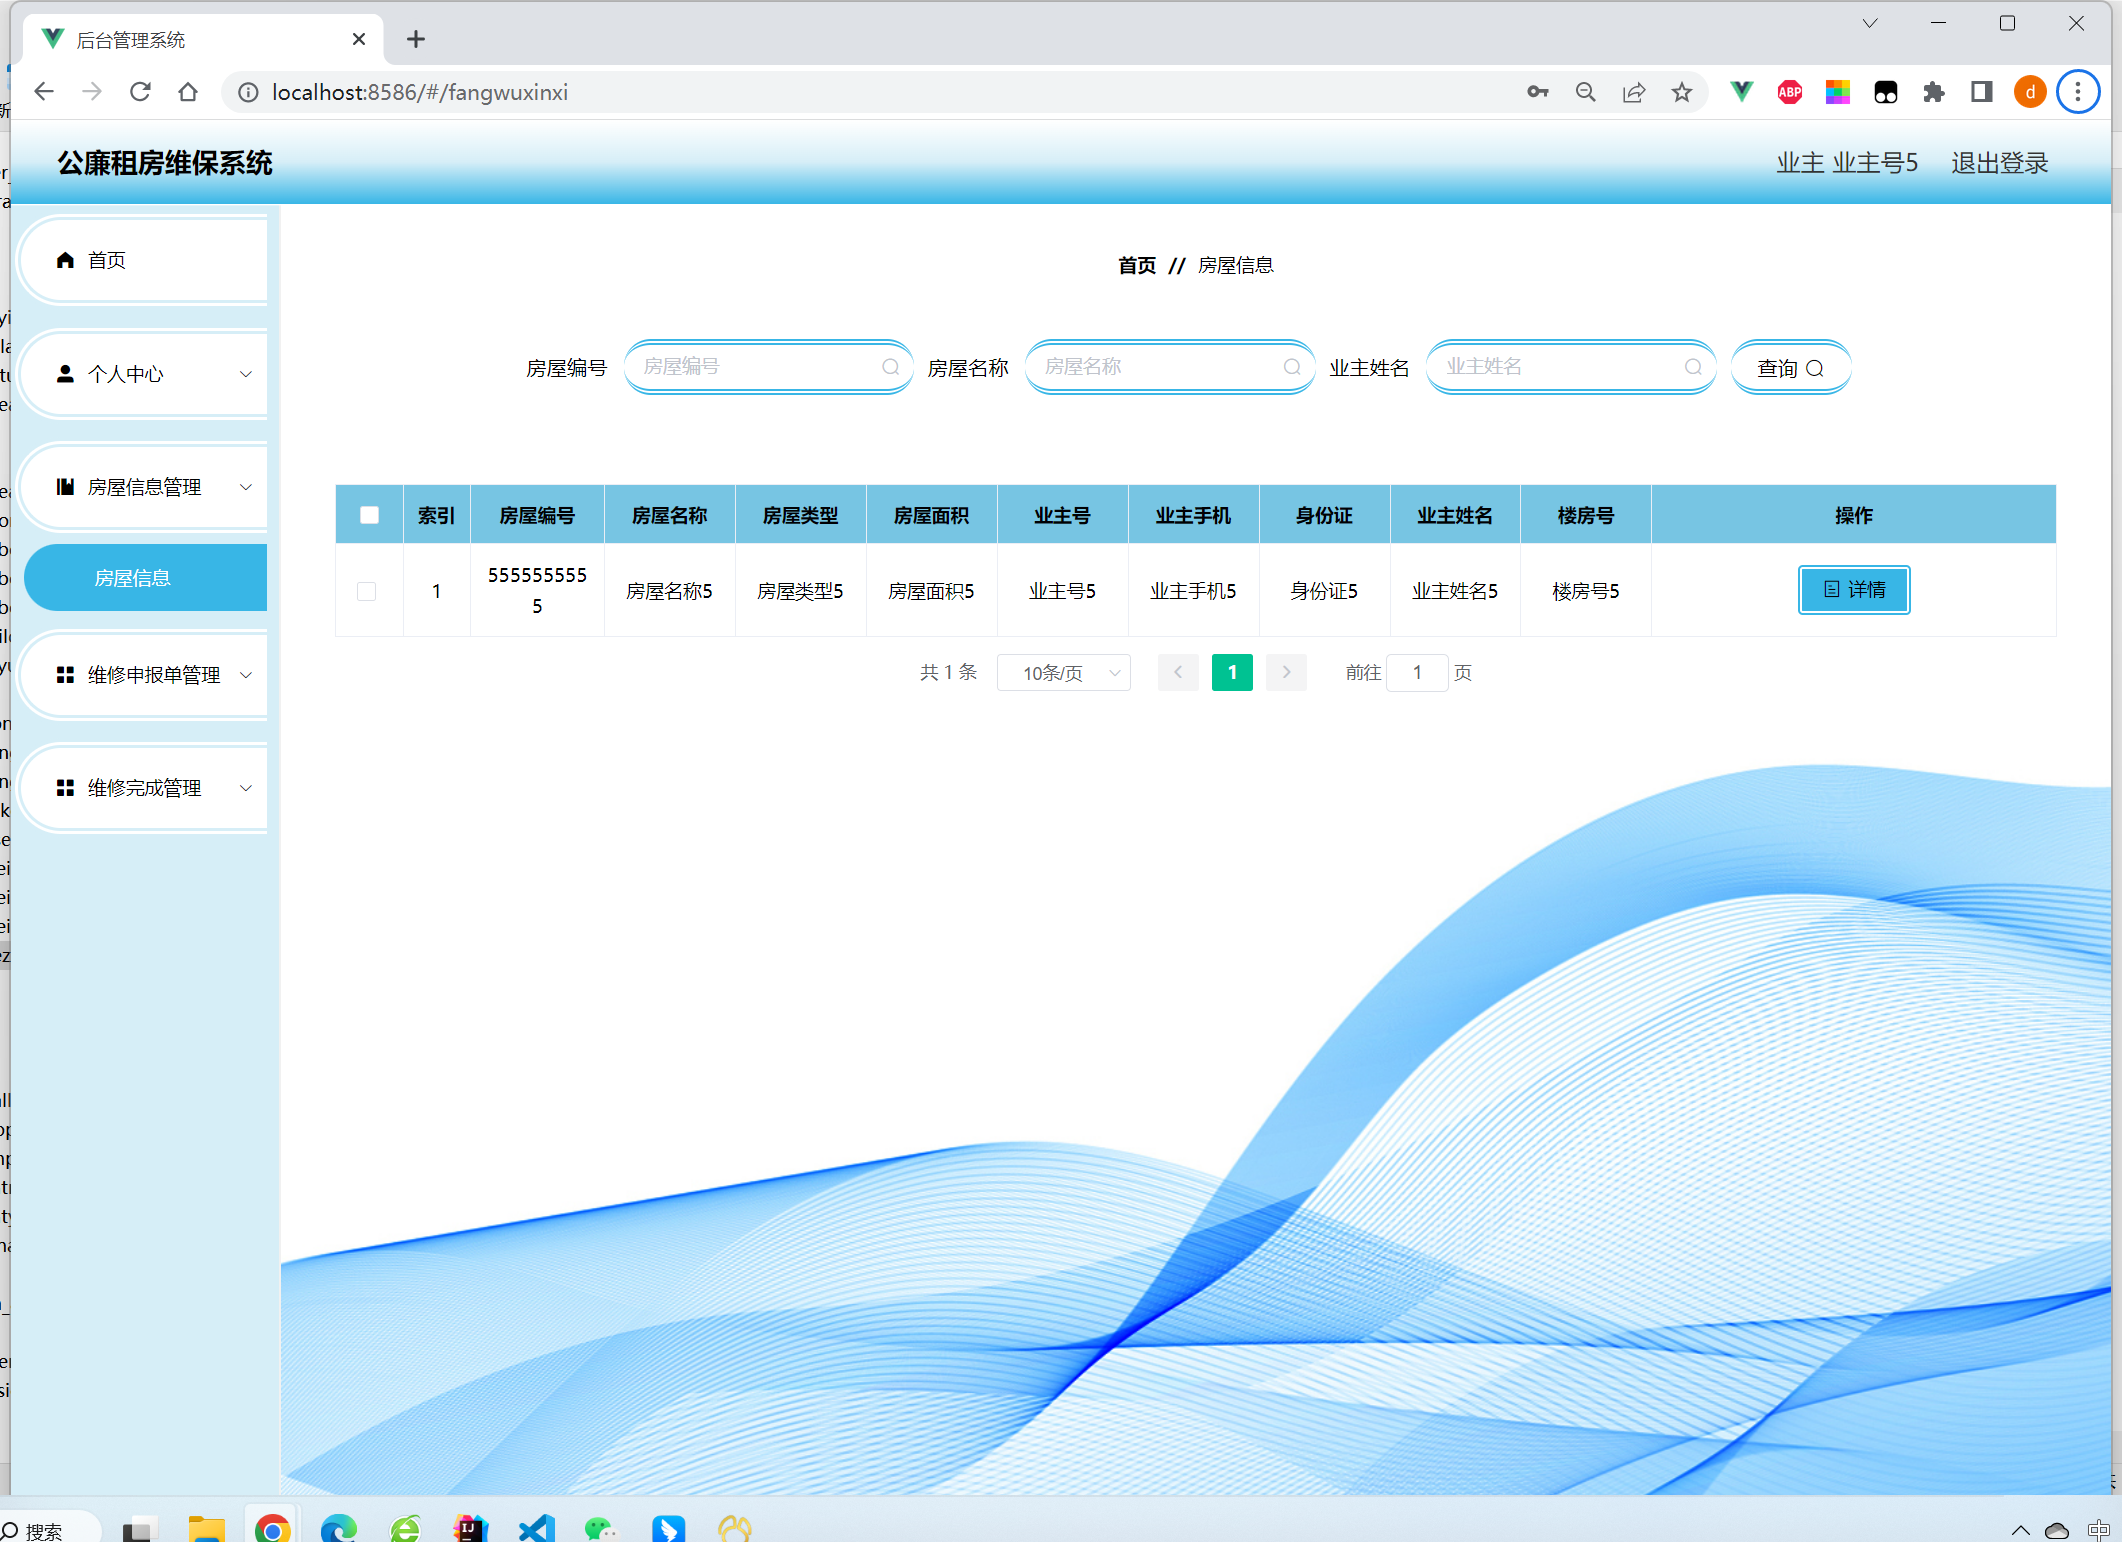 后台管理系统
localhost:8586/#/fangwuxinxi
ABP
d
公廉租房维保系统
业主 业主号5 退出登录
首页
个人中心
房屋信息管理
房屋信息
维修申报单管理
维修完成管理
首页 // 房屋信息
房屋编号 房屋编号 房屋名称 房屋名称 业主姓名 业主姓名 查询
索引 房屋编号 房屋名称 房屋类型 房屋面积 业主号 业主手机 身份证 业主姓名 楼房号 操作
1 555555555
5 房屋名称5 房屋类型5 房屋面积5 业主号5 业主手机5 身份证5 业主姓名5 楼房号5 详情
共 1 条 10条/页 1 前往 1 页
搜索
中